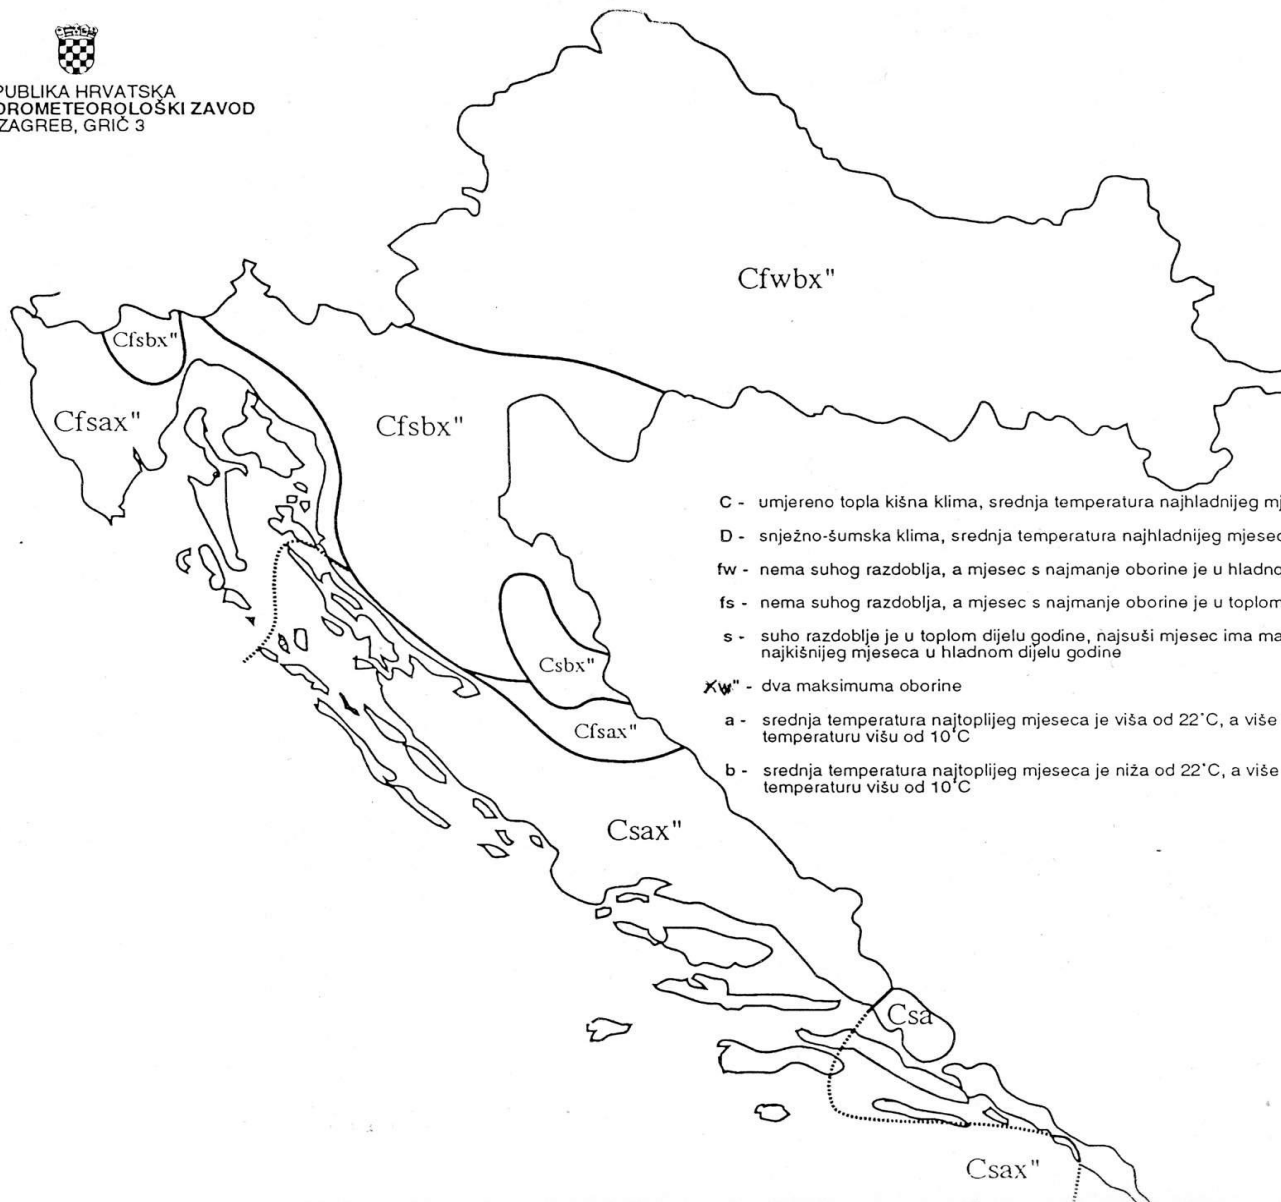 PUBLIKA HRVATSKA
DROMETEOROLOŠKI ZAVOD
ZAGREB, GRIČ 3
Cfwbx"
Cfsbx"
Cfsax"
Cfsbx"
C - umjereno topla kišna klima, srednja temperatura najhladnijeg mj
D - snježno-šumska klima, srednja temperatura najhladnijeg mjesec
fw - nema suhog razdoblja, a mjesec s najmanje oborine je u hladno
fs - nema suhog razdoblja, a mjesec s najmanje oborine je u toplom
s - suho razdoblje je u toplom dijelu godine, najsuši mjesec ima ma
najkišnijeg mjeseca u hladnom dijelu godine
Csbx"
xw" - dva maksimuma oborine
a - srednja temperatura najtoplijeg mjeseca je viša od 22°C, a više
temperaturu višu od 10°C
Cfsax"
b - srednja temperatura najtoplijeg mjeseca je niža od 22°C, a više
temperaturu višu od 10°C
Csax"
Csa
Csax"